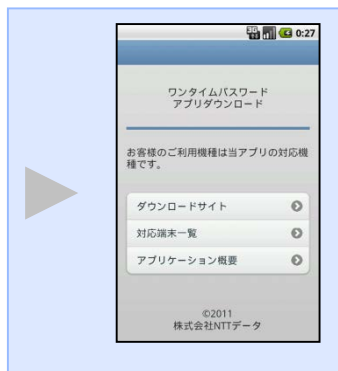 0:27
ワンタイムパスワード
アプリダウンロード
お客様のご利用機種は当アプリの対応機
種です。
ダウンロードサイト
対応端末一覧
アプリケーション概要
©2011
株式会社NTTデータ